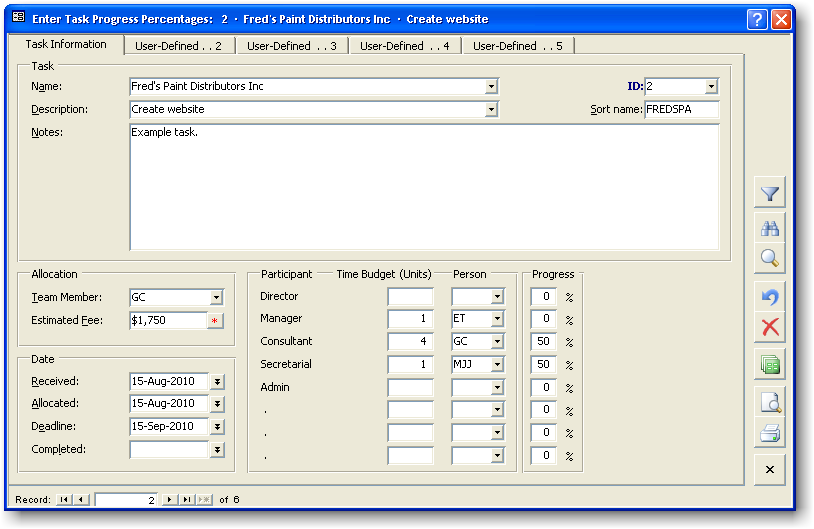 Enter Task Progress Percentages: 2 · Fred's Paint Distributors Inc · Create website
Task Information User-Defined . . 2 User-Defined . . 3 User-Defined . . 4 User-Defined . . 5
Task
Name: Fred's Paint Distributors Inc ID: 2
Description: Create website Sort name: FREDSPA
Notes: Example task.
Allocation
Team Member: GC
Estimated Fee: $1,750 *
Date
Received: 15-Aug-2010
Allocated: 15-Aug-2010
Deadline: 15-Sep-2010
Completed:
Participant Time Budget (Units) Person Progress
Director 0 %
Manager 1 ET 0 %
Consultant 4 GC 50 %
Secretarial 1 MJJ 50 %
Admin 0 %
. 0 %
. 0 %
. 0 %
Record: 2 of 6